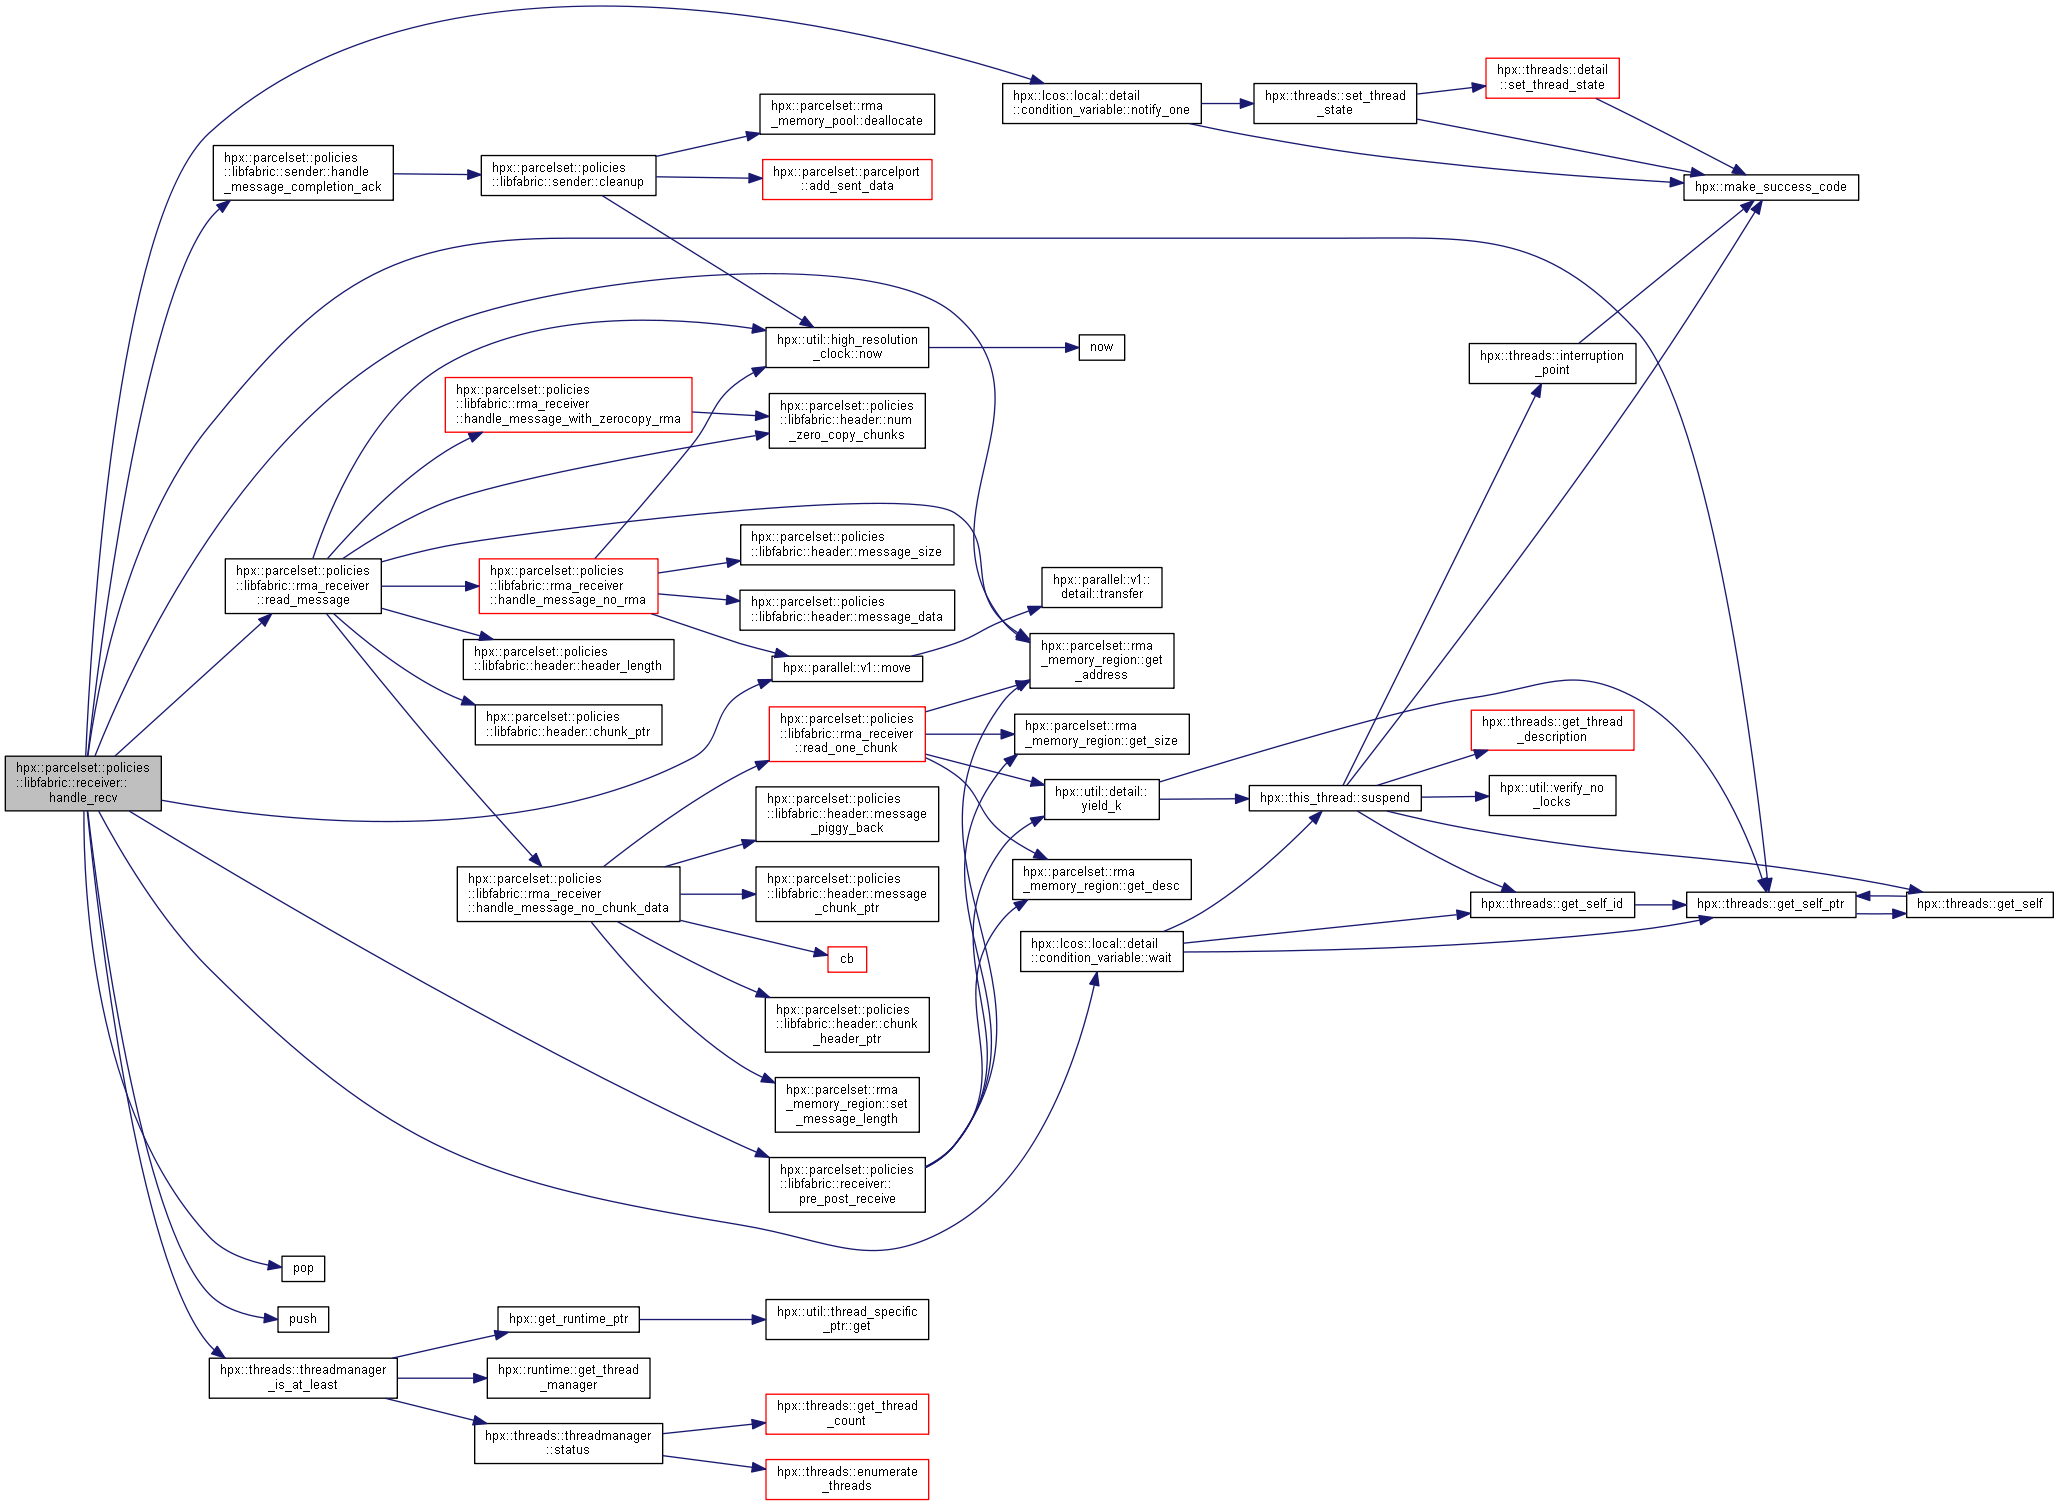 hpx::parcelset::policies
::libfabric::receiver::
handle_recv
hpx::parcelset::policies
::libfabric::sender::handle
_message_completion_ack
hpx::parcelset::policies
::libfabric::rma_receiver
::read_message
pop
push
hpx::threads::threadmanager
_is_at_least
hpx::parcelset::policies
::libfabric::sender::cleanup
hpx::parcelset::policies
::libfabric::rma_receiver
::handle_message_with_zerocopy_rma
hpx::parcelset::policies
::libfabric::rma_receiver
::handle_message_no_rma
hpx::parcelset::policies
::libfabric::header::header_length
hpx::parcelset::policies
::libfabric::header::chunk_ptr
hpx::parcelset::policies
::libfabric::rma_receiver
::handle_message_no_chunk_data
hpx::get_runtime_ptr
hpx::runtime::get_thread
_manager
hpx::threads::threadmanager
::status
hpx::parcelset::rma
_memory_pool::deallocate
hpx::parcelset::parcelport
::add_sent_data
hpx::util::high_resolution
_clock::now
hpx::parcelset::policies
::libfabric::header::num
_zero_copy_chunks
hpx::parcelset::policies
::libfabric::header::message_size
hpx::parcelset::policies
::libfabric::header::message_data
hpx::parallel::v1::move
hpx::parcelset::policies
::libfabric::rma_receiver
::read_one_chunk
hpx::parcelset::policies
::libfabric::header::message
_piggy_back
hpx::parcelset::policies
::libfabric::header::message
_chunk_ptr
cb
hpx::parcelset::policies
::libfabric::header::chunk
_header_ptr
hpx::parcelset::rma
_memory_region::set
_message_length
hpx::parcelset::policies
::libfabric::receiver::
pre_post_receive
hpx::util::thread_specific
_ptr::get
hpx::threads::get_thread
_count
hpx::threads::enumerate
_threads
hpx::lcos::local::detail
::condition_variable::notify_one
now
hpx::parallel::v1::
detail::transfer
hpx::parcelset::rma
_memory_region::get
_address
hpx::parcelset::rma
_memory_region::get_size
hpx::util::detail::
yield_k
hpx::parcelset::rma
_memory_region::get_desc
hpx::lcos::local::detail
::condition_variable::wait
hpx::threads::set_thread
_state
hpx::this_thread::suspend
hpx::threads::detail
::set_thread_state
hpx::threads::interruption
_point
hpx::threads::get_thread
_description
hpx::util::verify_no
_locks
hpx::threads::get_self_id
hpx::make_success_code
hpx::threads::get_self_ptr
hpx::threads::get_self